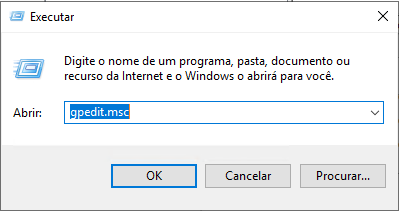 Executar
Digite o nome de um programa, pasta, documento ou
recurso da Internet e o Windows o abrirá para você.
Abrir: gpedit.msc
OK Cancelar Procurar...